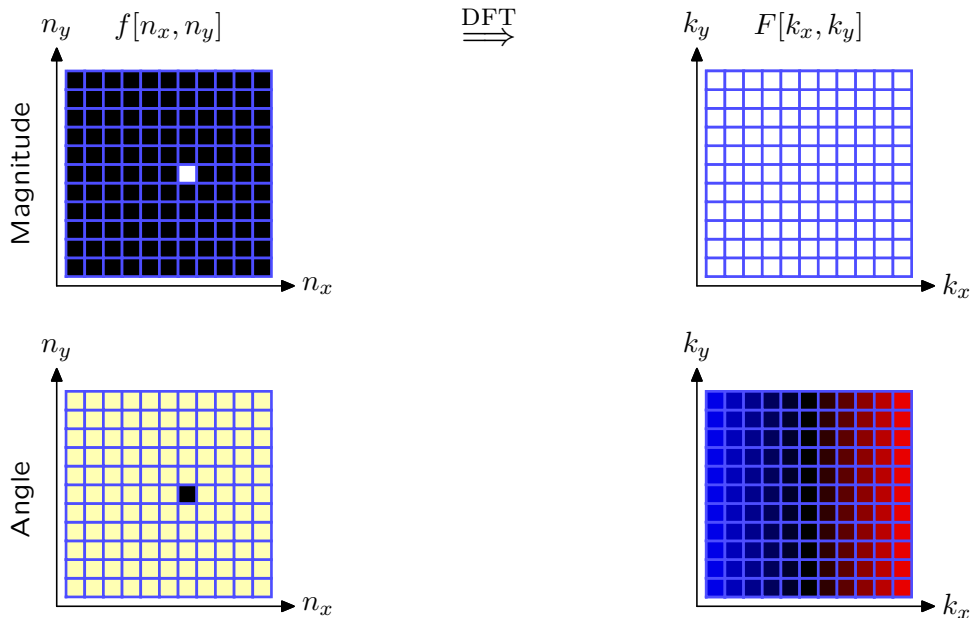 n_y f[n_x, n_y] DFT ⟹ k_y F[k_x, k_y]
Magnitude
n_x k_x
n_y k_y
Angle
n_x k_x